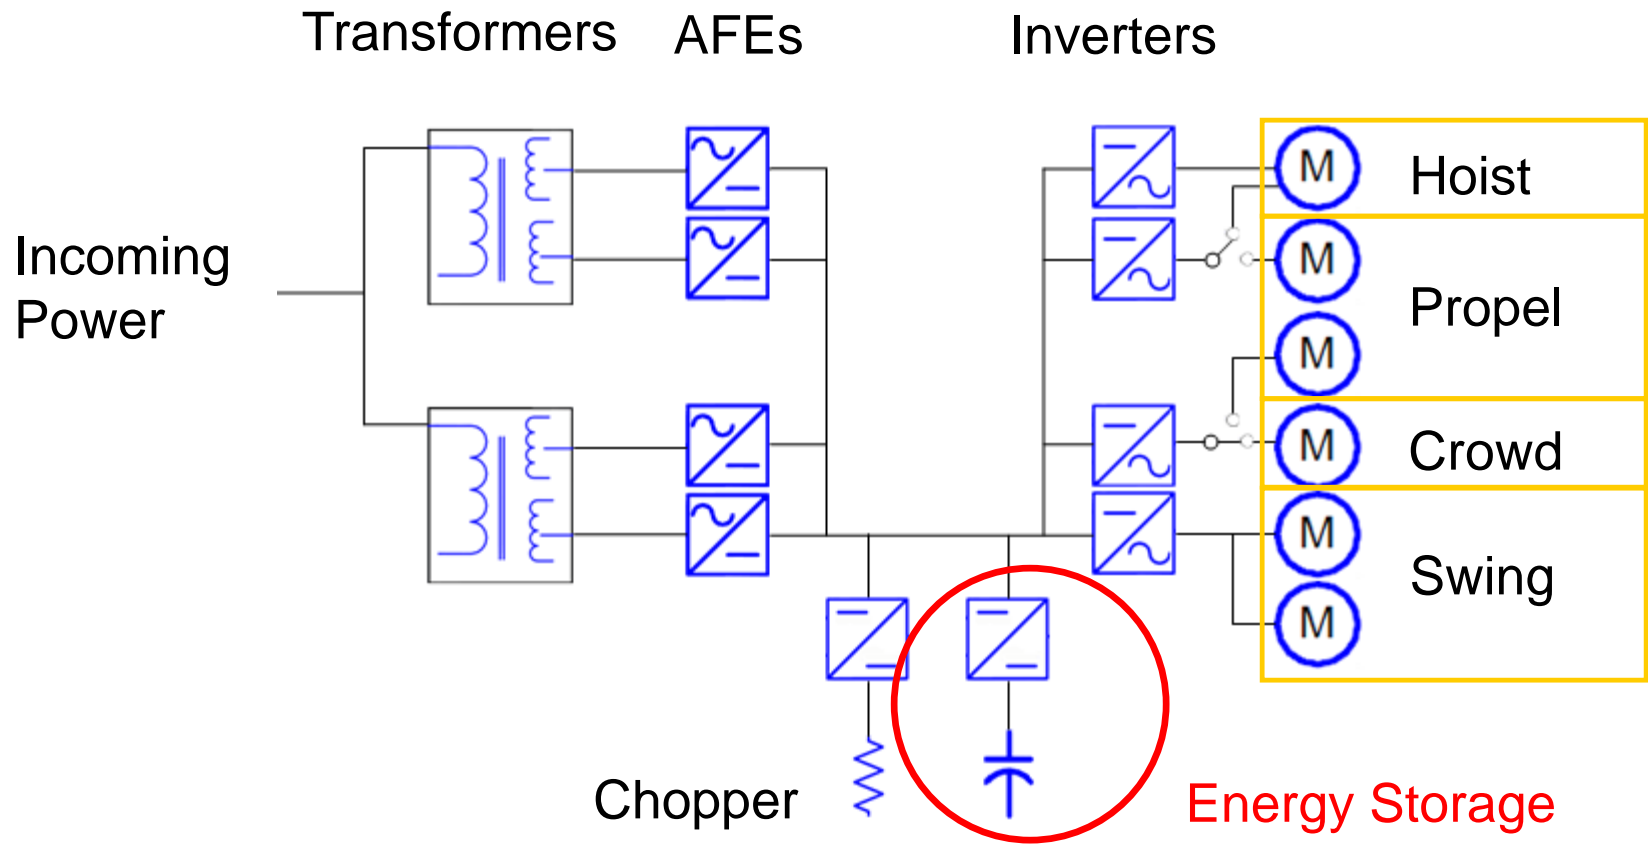 Transformers
AFEs
Inverters
Incoming
Power
M
Hoist
M
Propel
M
M
Crowd
M
Swing
M
Chopper
Energy Storage